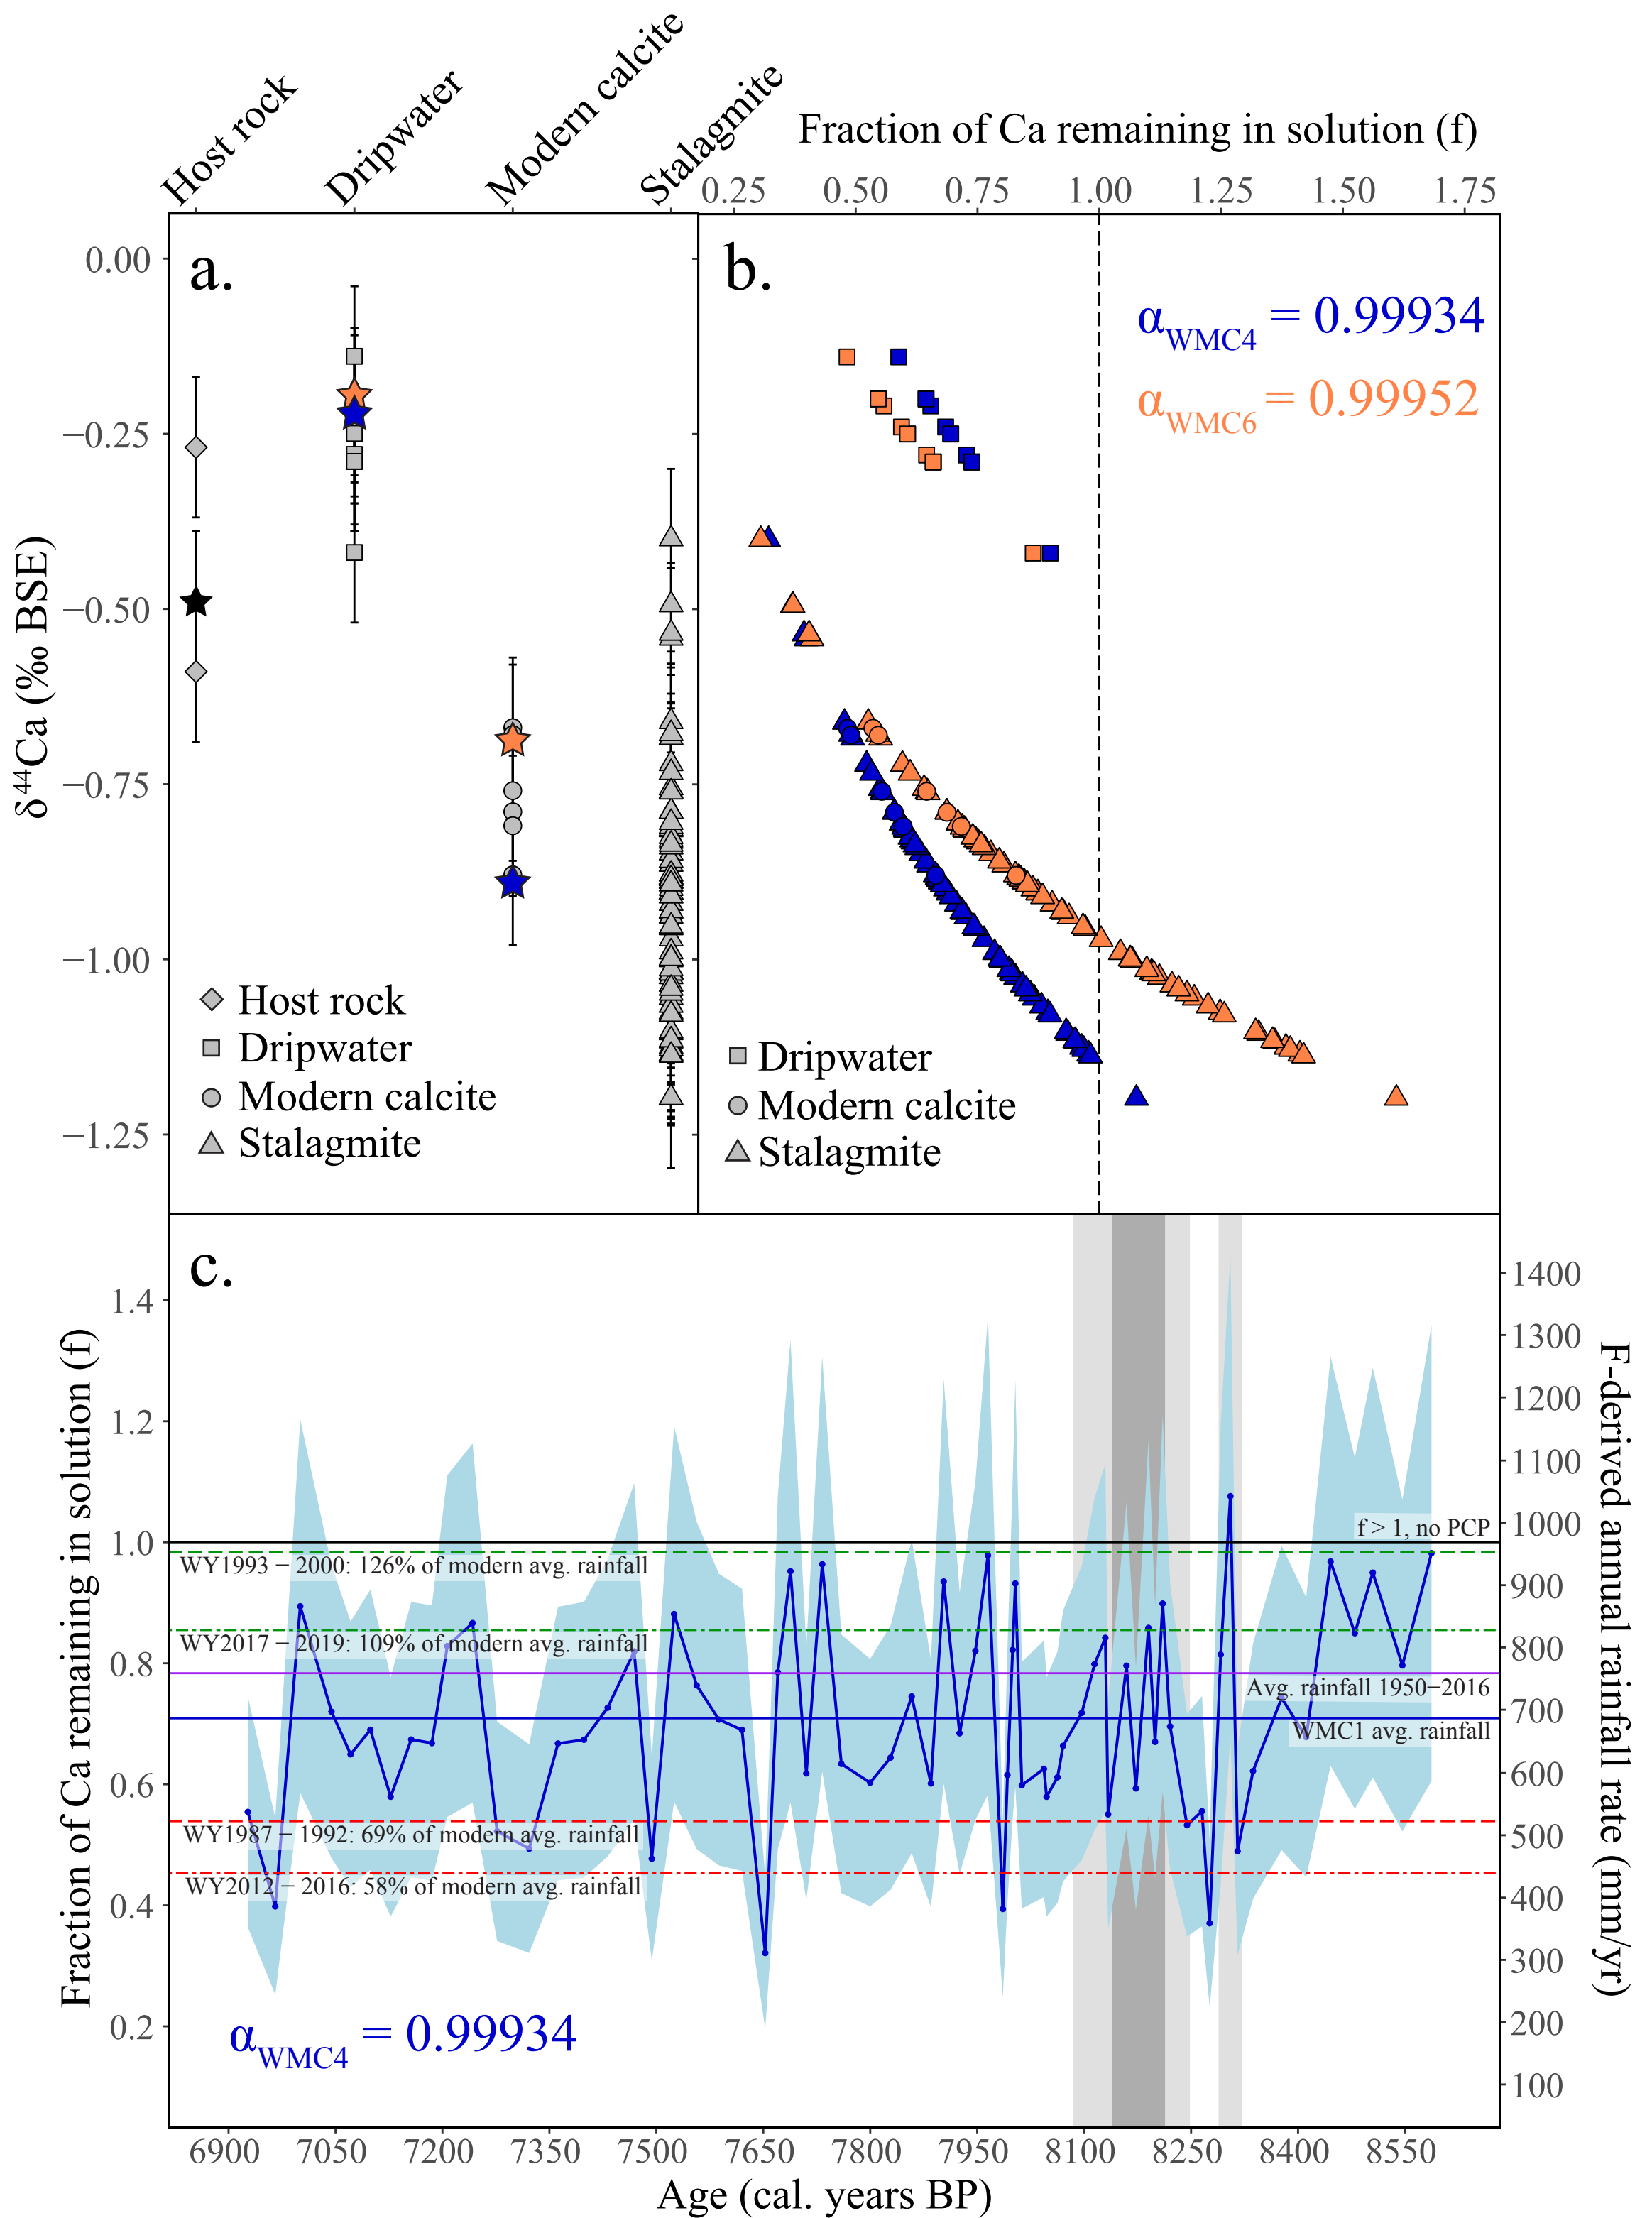 Host rock
Dripwater
Modern calcite
Stalagmite
Fraction of Ca remaining in solution (f)
0.25 0.50 0.75 1.00 1.25 1.50 1.75
δ⁴⁴Ca (‰ BSE)
0.00
−0.25
−0.50
−0.75
−1.00
−1.25
a.
Host rock
Dripwater
Modern calcite
Stalagmite
b.
αWMC4 = 0.99934
αWMC6 = 0.99952
Dripwater
Modern calcite
Stalagmite
c.
Fraction of Ca remaining in solution (f)
1.4
1.2
1.0
0.8
0.6
0.4
0.2
f > 1, no PCP
WY1993 − 2000: 126% of modern avg. rainfall
WY2017 − 2019: 109% of modern avg. rainfall
Avg. rainfall 1950−2016
WMC1 avg. rainfall
WY1987 − 1992: 69% of modern avg. rainfall
WY2012 − 2016: 58% of modern avg. rainfall
αWMC4 = 0.99934
1400
1300
1200
1100
1000
900
800
700
600
500
400
300
200
100
F-derived annual rainfall rate (mm/yr)
6900 7050 7200 7350 7500 7650 7800 7950 8100 8250 8400 8550
Age (cal. years BP)